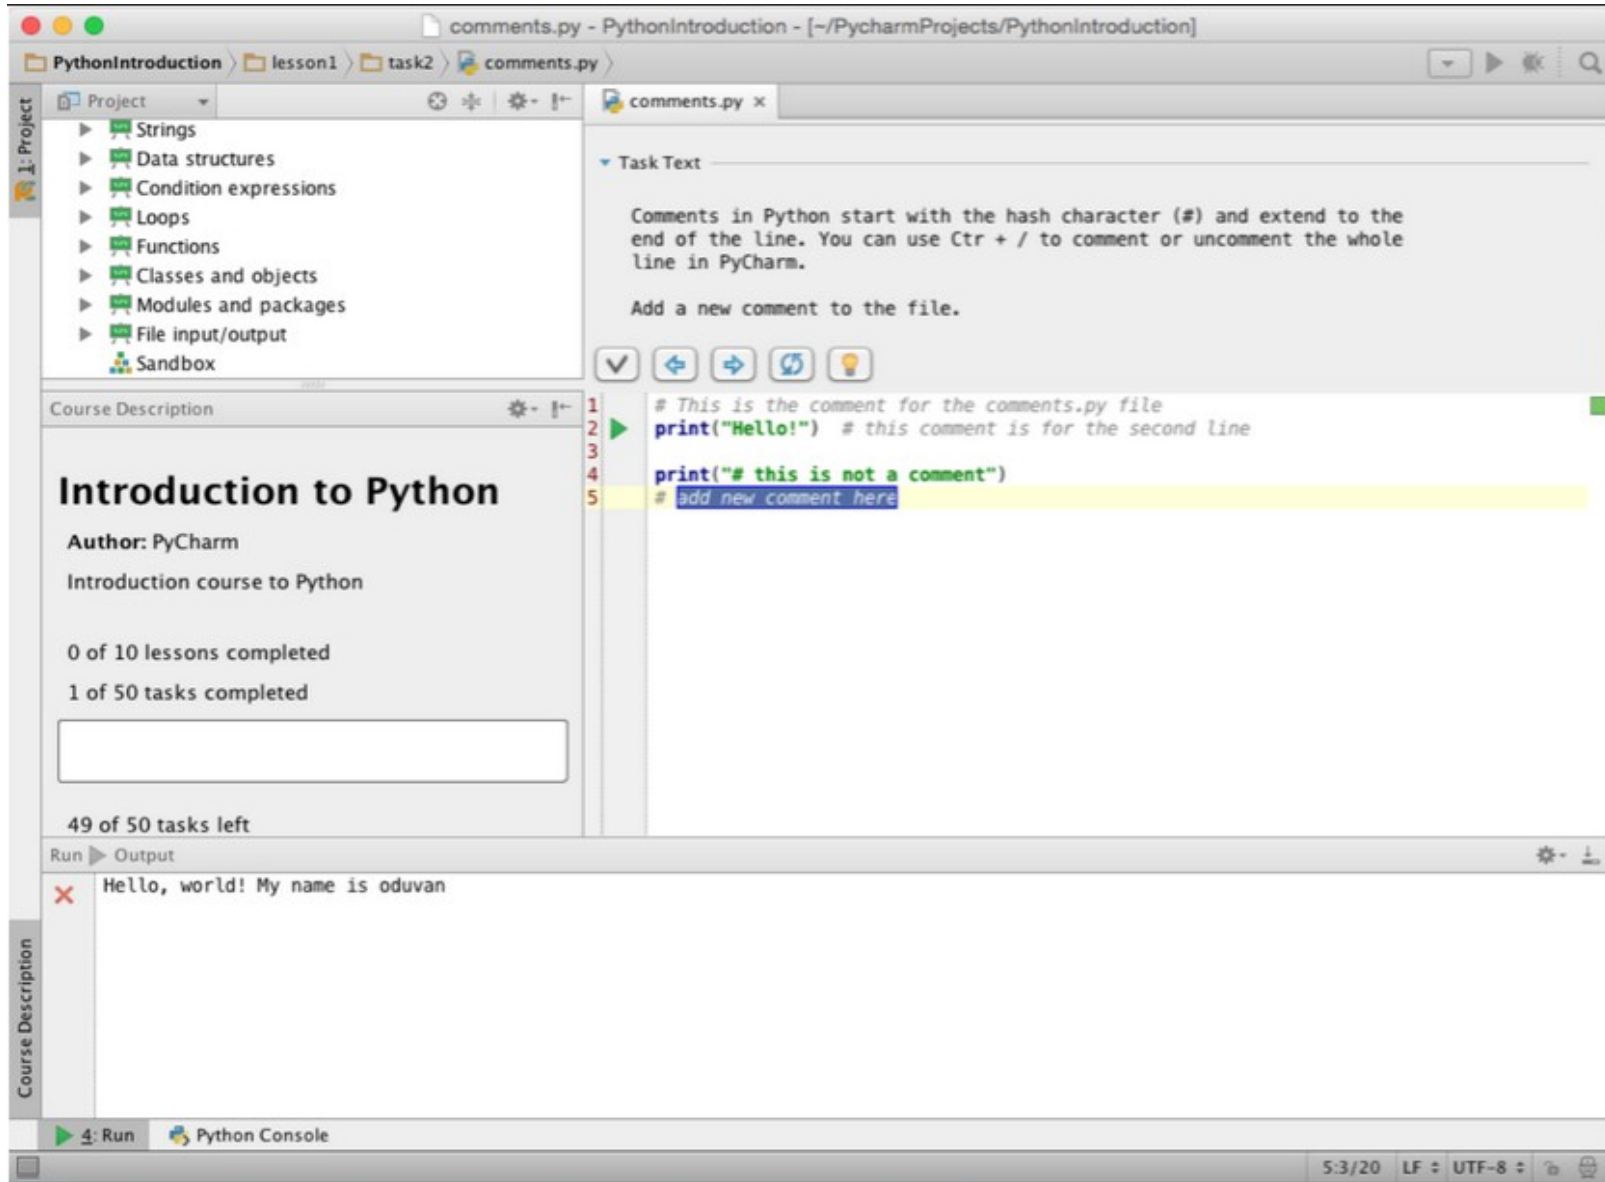 comments.py - PythonIntroduction - [~/PycharmProjects/PythonIntroduction]
PythonIntroduction lesson1 task2 comments.py
1: Project
Project
Strings
Data structures
Condition expressions
Loops
Functions
Classes and objects
Modules and packages
File input/output
Sandbox
comments.py ×
Task Text
Comments in Python start with the hash character (#) and extend to the
end of the line. You can use Ctr + / to comment or uncomment the whole
line in PyCharm.
Add a new comment to the file.
1 # This is the comment for the comments.py file
2 print("Hello!")  # this comment is for the second line
3
4 print("# this is not a comment")
5 # add new comment here
Course Description
Introduction to Python
Author: PyCharm
Introduction course to Python
0 of 10 lessons completed
1 of 50 tasks completed
49 of 50 tasks left
Run Output
Hello, world! My name is oduvan
Course Description
4: Run Python Console
5:3/20 LF UTF-8